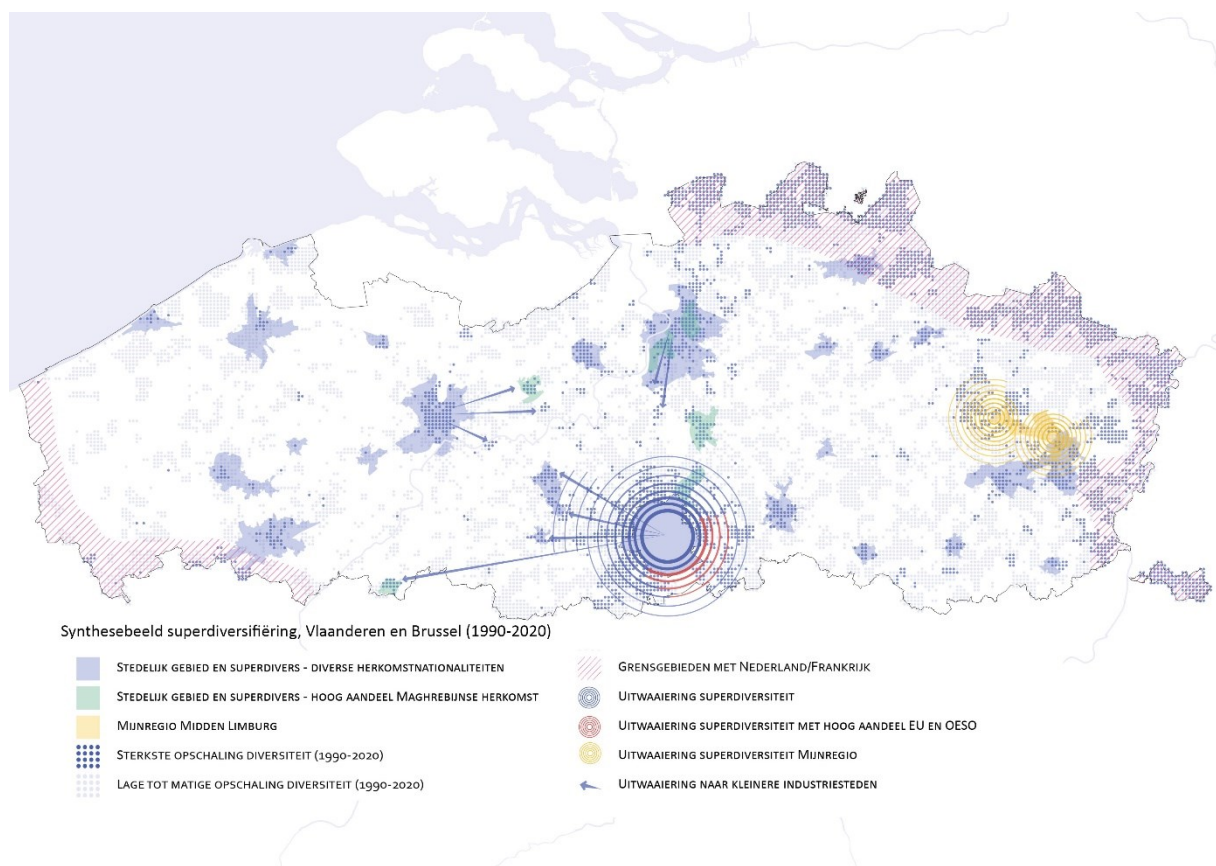 Synthesebeeld superdiversifiëring, Vlaanderen en Brussel (1990-2020)
STEDELIJK GEBIED EN SUPERDIVERS - DIVERSE HERKOMSTNATIONALITEITEN
STEDELIJK GEBIED EN SUPERDIVERS - HOOG AANDEEL MAGHREBIJNSE HERKOMST
MIJNREGIO MIDDEN LIMBURG
STERKSTE OPSCHALING DIVERSITEIT (1990-2020)
LAGE TOT MATIGE OPSCHALING DIVERSITEIT (1990-2020)
GRENSGEBIEDEN MET NEDERLAND/FRANKRIJK
UITWAAIERING SUPERDIVERSITEIT
UITWAAIERING SUPERDIVERSITEIT MET HOOG AANDEEL EU EN OESO
UITWAAIERING SUPERDIVERSITEIT MIJNREGIO
UITWAAIERING NAAR KLEINERE INDUSTRIESTEDEN